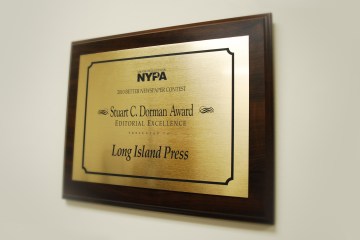 NYPA
BETTER NEWSPAPER CONTEST
Stuart C. Dorman Award
EDITORIAL EXCELLENCE
PRESENTED TO
Long Island Press